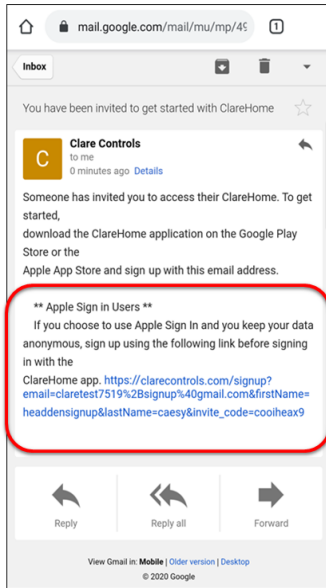 mail.google.com/mail/mu/mp/49
1
Inbox
You have been invited to get started with ClareHome
C
Clare Controls
to me
0 minutes ago Details
Someone has invited you to access their ClareHome. To get
started,
download the ClareHome application on the Google Play
Store or the
Apple App Store and sign up with this email address.
** Apple Sign in Users **
If you choose to use Apple Sign In and you keep your data
anonymous, sign up using the following link before signing
in with the
ClareHome app. https://clarecontrols.com/signup?
email=claretest7519%2Bsignup%40gmail.com&firstName=
headdensignup&lastName=caesy&invite_code=cooiheax9
Reply
Reply all
Forward
View Gmail in: Mobile | Older version | Desktop
© 2020 Google